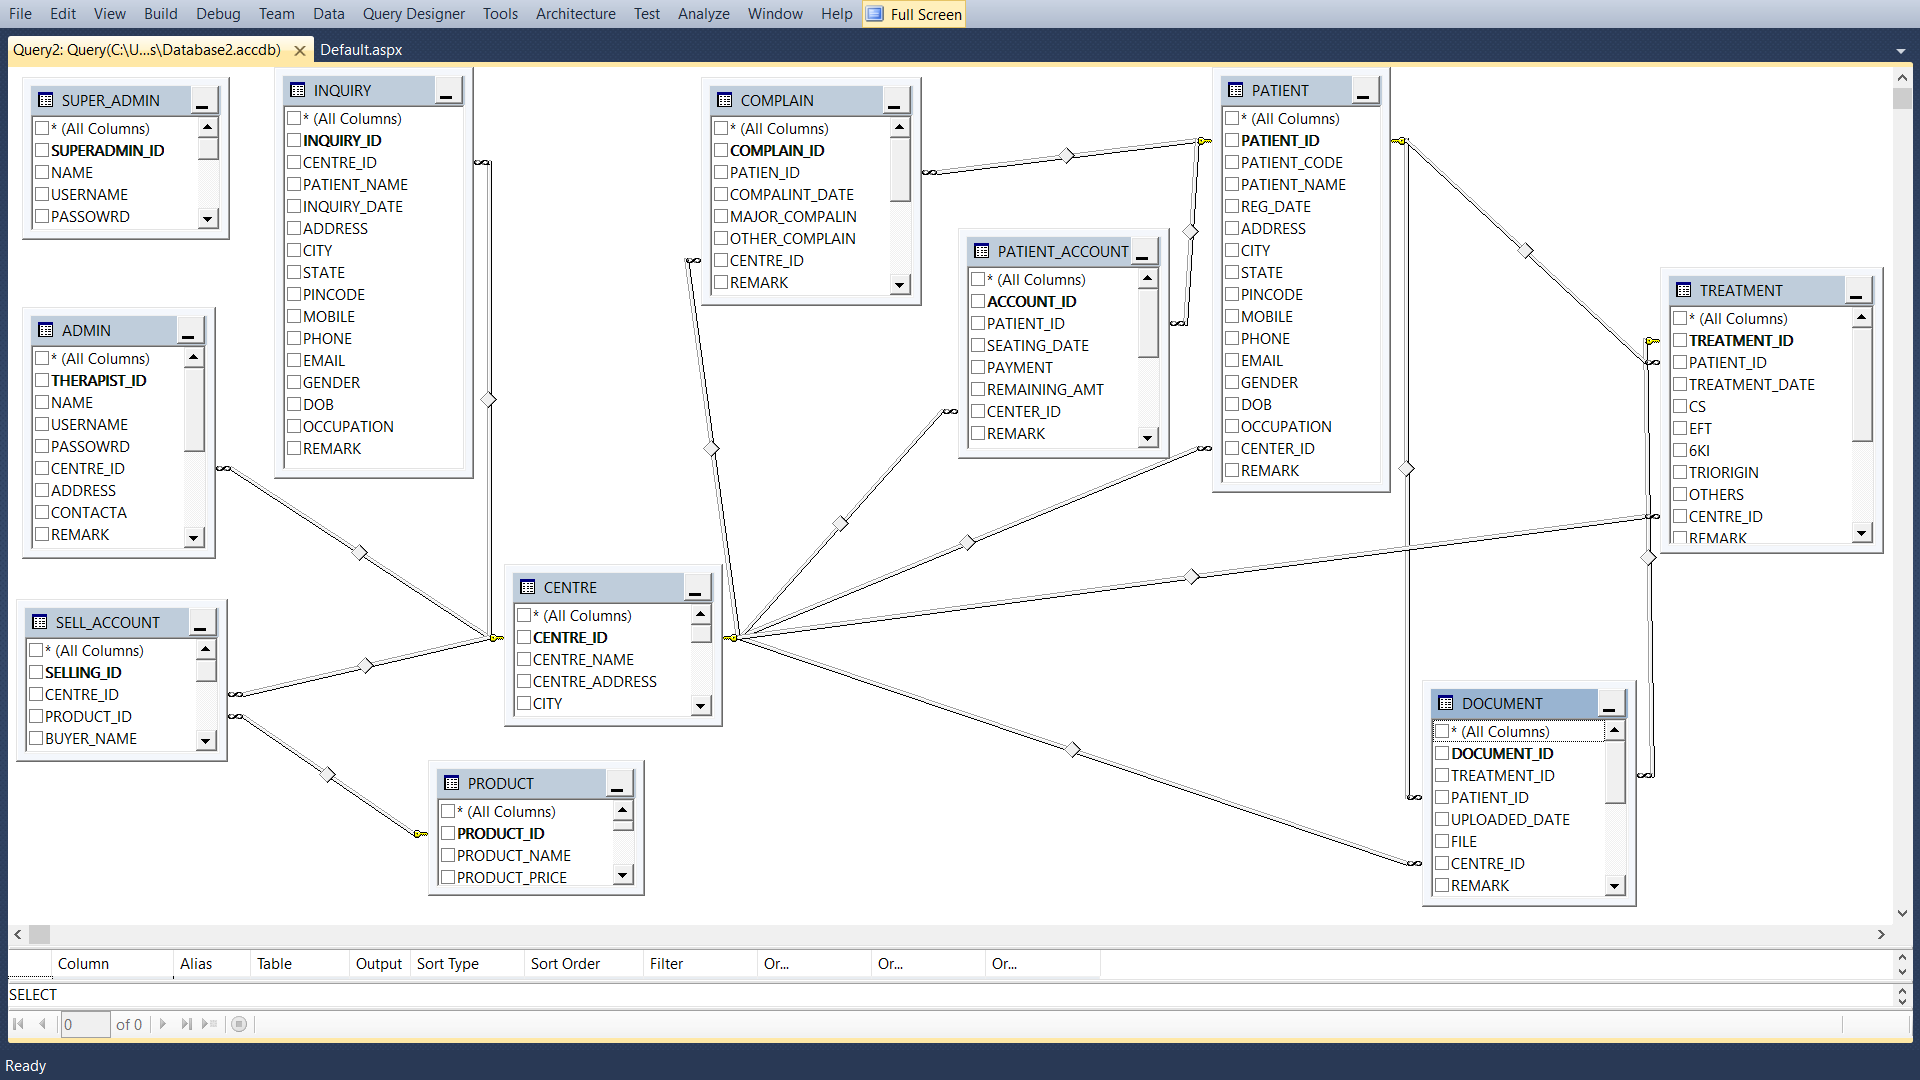 File Edit View Build Debug Team Data Query Designer Tools Architecture Test Analyze Window Help Full Screen
Query2: Query(C:\U...s\Database2.accdb) Default.aspx
SUPER_ADMIN
* (All Columns)
SUPERADMIN_ID
NAME
USERNAME
PASSOWRD
INQUIRY
* (All Columns)
INQUIRY_ID
CENTRE_ID
PATIENT_NAME
INQUIRY_DATE
ADDRESS
CITY
STATE
PINCODE
MOBILE
PHONE
EMAIL
GENDER
DOB
OCCUPATION
REMARK
COMPLAIN
* (All Columns)
COMPLAIN_ID
PATIEN_ID
COMPALINT_DATE
MAJOR_COMPALIN
OTHER_COMPLAIN
CENTRE_ID
REMARK
PATIENT
* (All Columns)
PATIENT_ID
PATIENT_CODE
PATIENT_NAME
REG_DATE
ADDRESS
CITY
STATE
PINCODE
MOBILE
PHONE
EMAIL
GENDER
DOB
OCCUPATION
CENTER_ID
REMARK
PATIENT_ACCOUNT
* (All Columns)
ACCOUNT_ID
PATIENT_ID
SEATING_DATE
PAYMENT
REMAINING_AMT
CENTER_ID
REMARK
TREATMENT
* (All Columns)
TREATMENT_ID
PATIENT_ID
TREATMENT_DATE
CS
EFT
6KI
TRIORIGIN
OTHERS
CENTRE_ID
REMARK
ADMIN
* (All Columns)
THERAPIST_ID
NAME
USERNAME
PASSOWRD
CENTRE_ID
ADDRESS
CONTACTA
REMARK
CENTRE
* (All Columns)
CENTRE_ID
CENTRE_NAME
CENTRE_ADDRESS
CITY
SELL_ACCOUNT
* (All Columns)
SELLING_ID
CENTRE_ID
PRODUCT_ID
BUYER_NAME
PRODUCT
* (All Columns)
PRODUCT_ID
PRODUCT_NAME
PRODUCT_PRICE
DOCUMENT
* (All Columns)
DOCUMENT_ID
TREATMENT_ID
PATIENT_ID
UPLOADED_DATE
FILE
CENTRE_ID
REMARK
Column Alias Table Output Sort Type Sort Order Filter Or... Or... Or...
SELECT
0 of 0
Ready